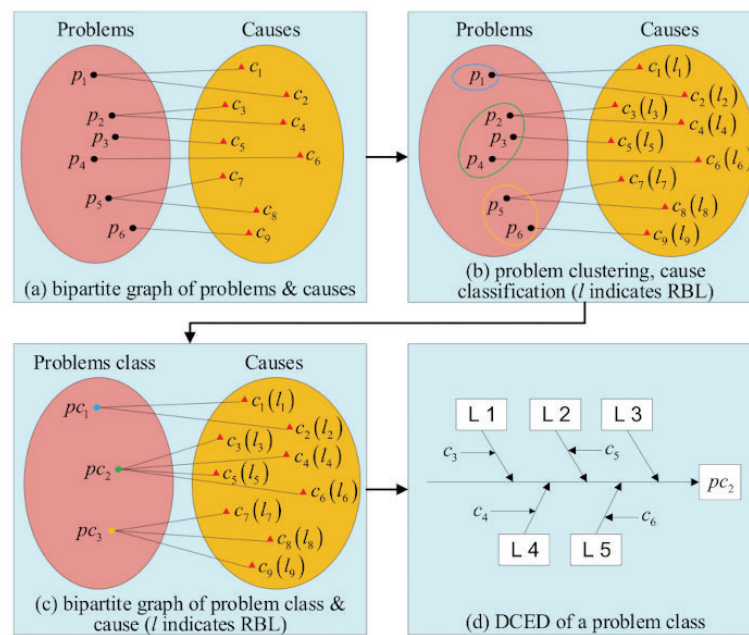 Problems Causes
p1 c1
c2
p2 c3
c4
p3 c5
p4 c6
c7
p5 c8
p6 c9
(a) bipartite graph of problems & causes
Problems Causes
p1 c1(l1)
c2(l2)
p2 c3(l3)
c4(l4)
p3 c5(l5)
p4 c6(l6)
c7(l7)
p5 c8(l8)
p6 c9(l9)
(b) problem clustering, cause
classification (l indicates RBL)
Problems class Causes
pc1 c1(l1)
c2(l2)
c3(l3)
c4(l4)
pc2 c5(l5)
c6(l6)
c7(l7)
pc3 c8(l8)
c9(l9)
(c) bipartite graph of problem class &
cause (l indicates RBL)
L 1 L 2 L 3
c3 c5
pc2
c4 c6
L 4 L 5
(d) DCED of a problem class